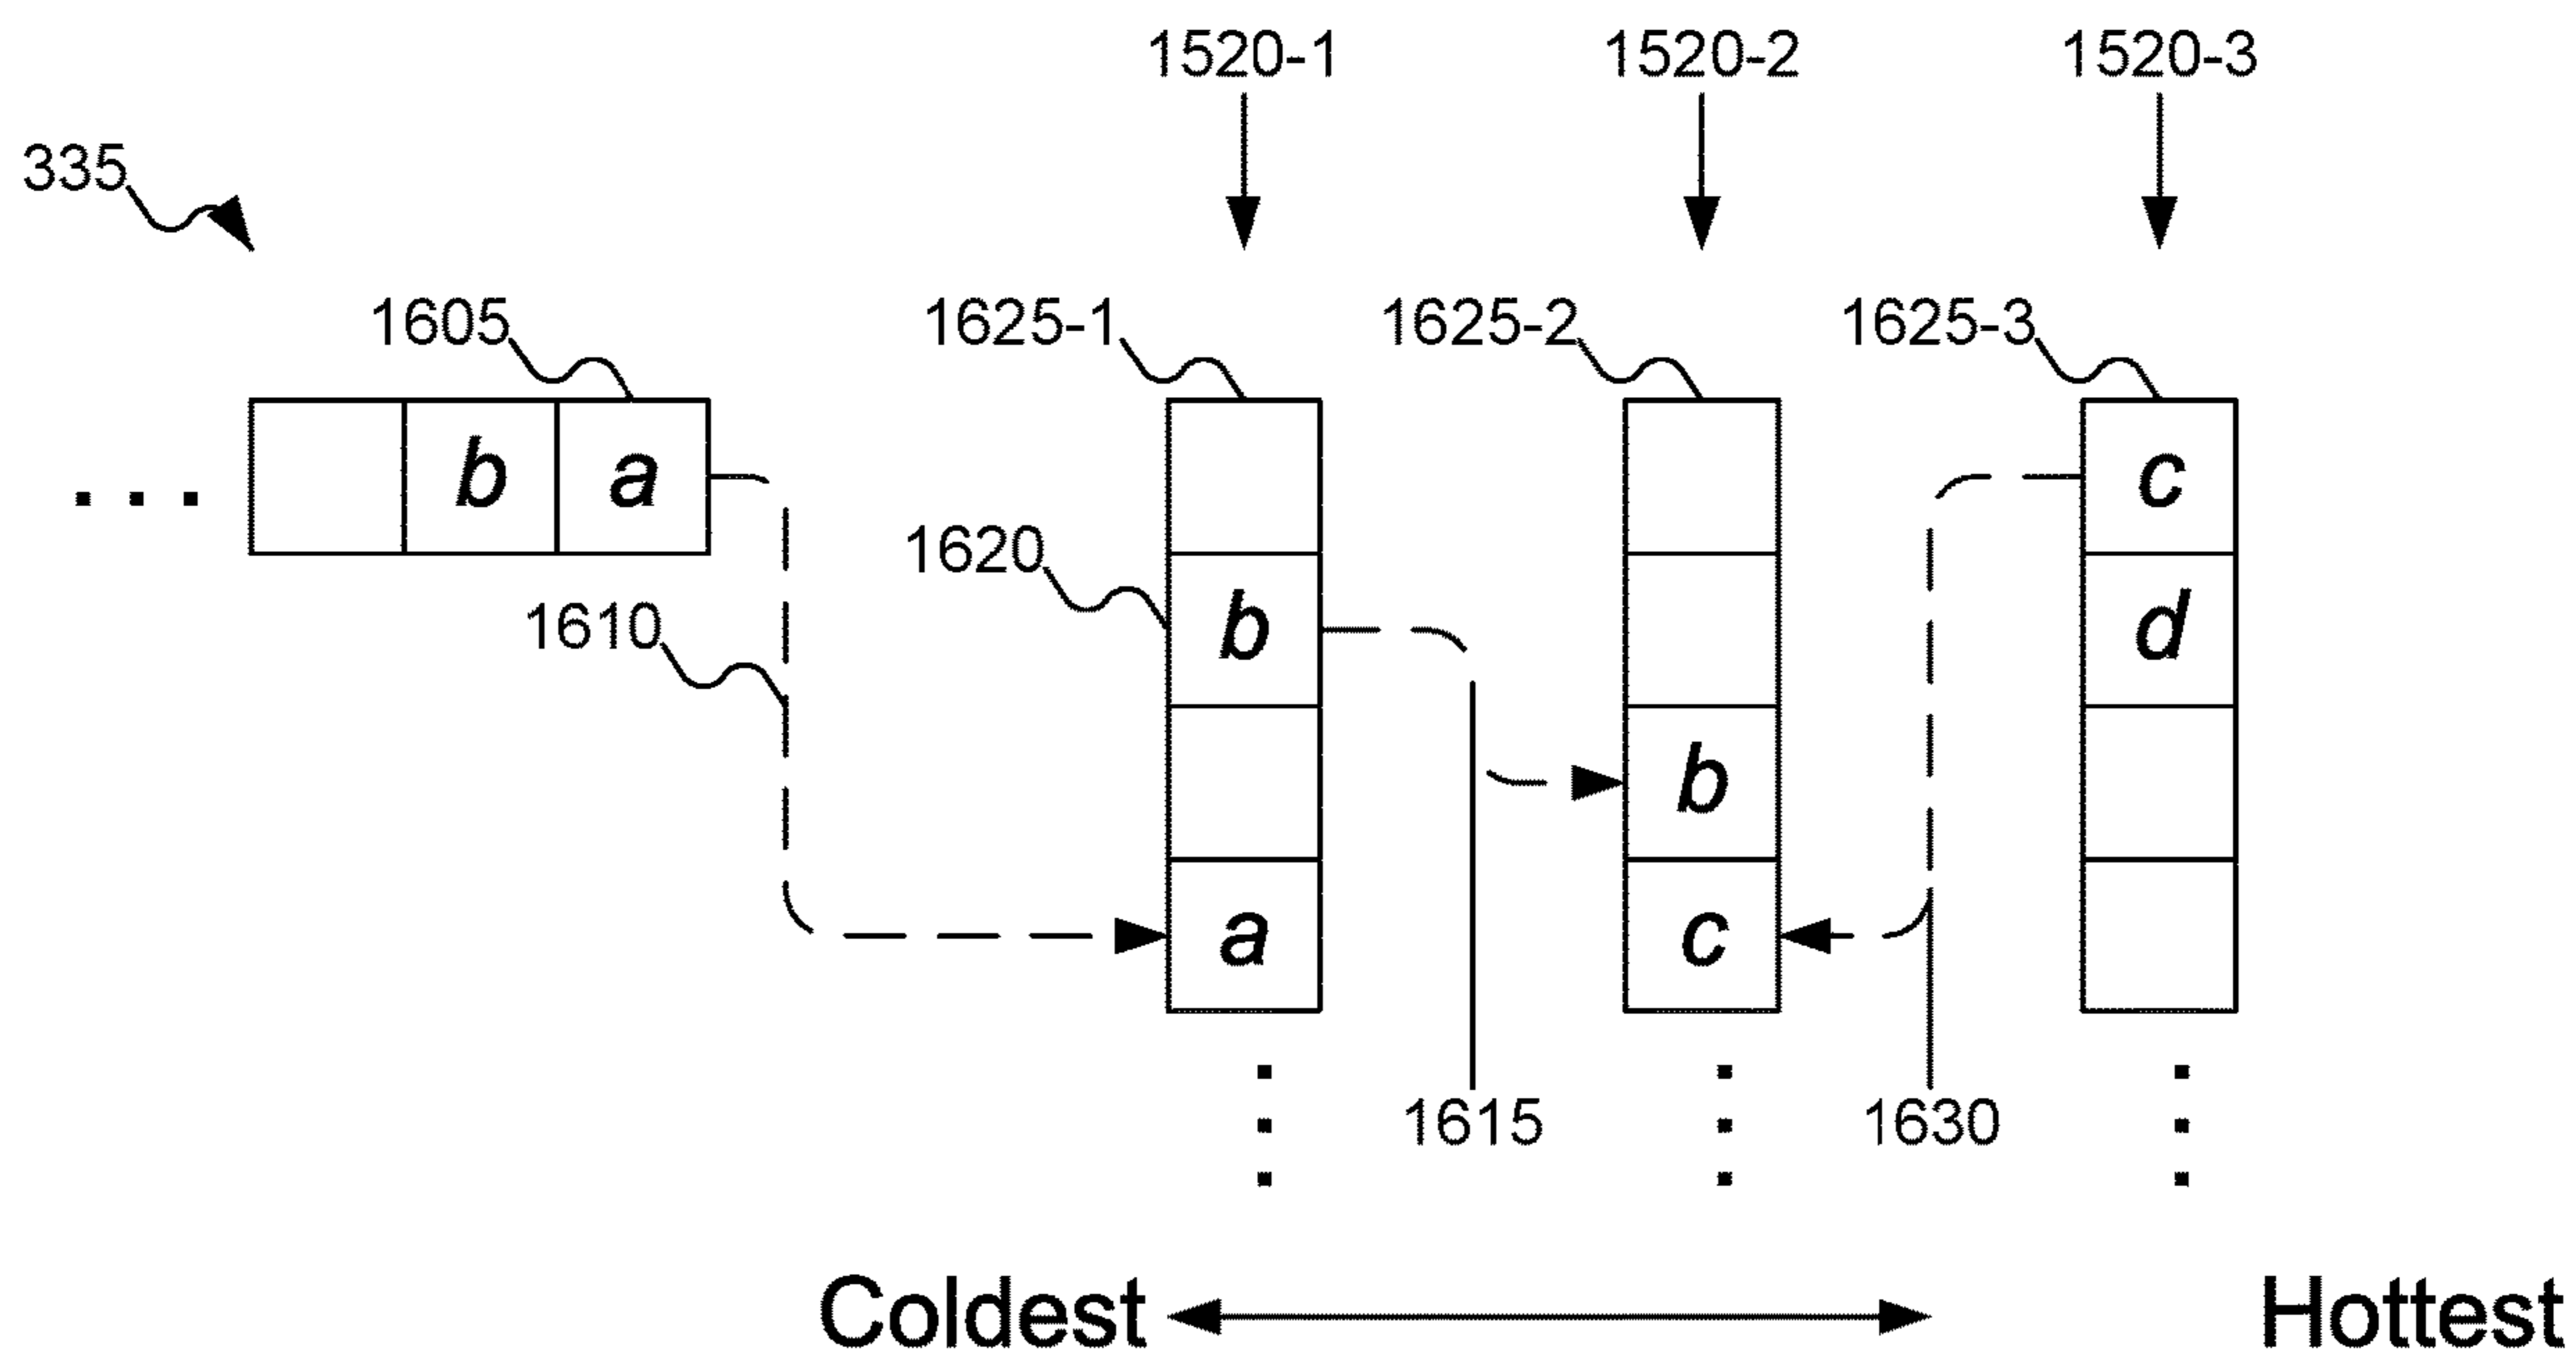 1520-1 1520-2 1520-3
335
1605 1625-1 1625-2 1625-3
. . . b a c
1620
1610 b d
b
a c
1615 1630
Coldest Hottest